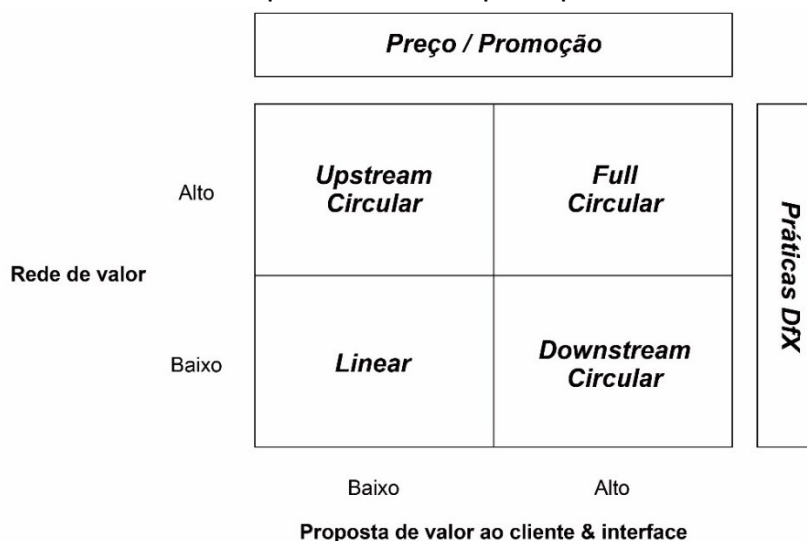 Preço / Promoção
Upstream
Circular
Full
Circular
Alto
Práticas DfX
Rede de valor
Baixo
Linear
Downstream
Circular
Baixo
Alto
Proposta de valor ao cliente & interface